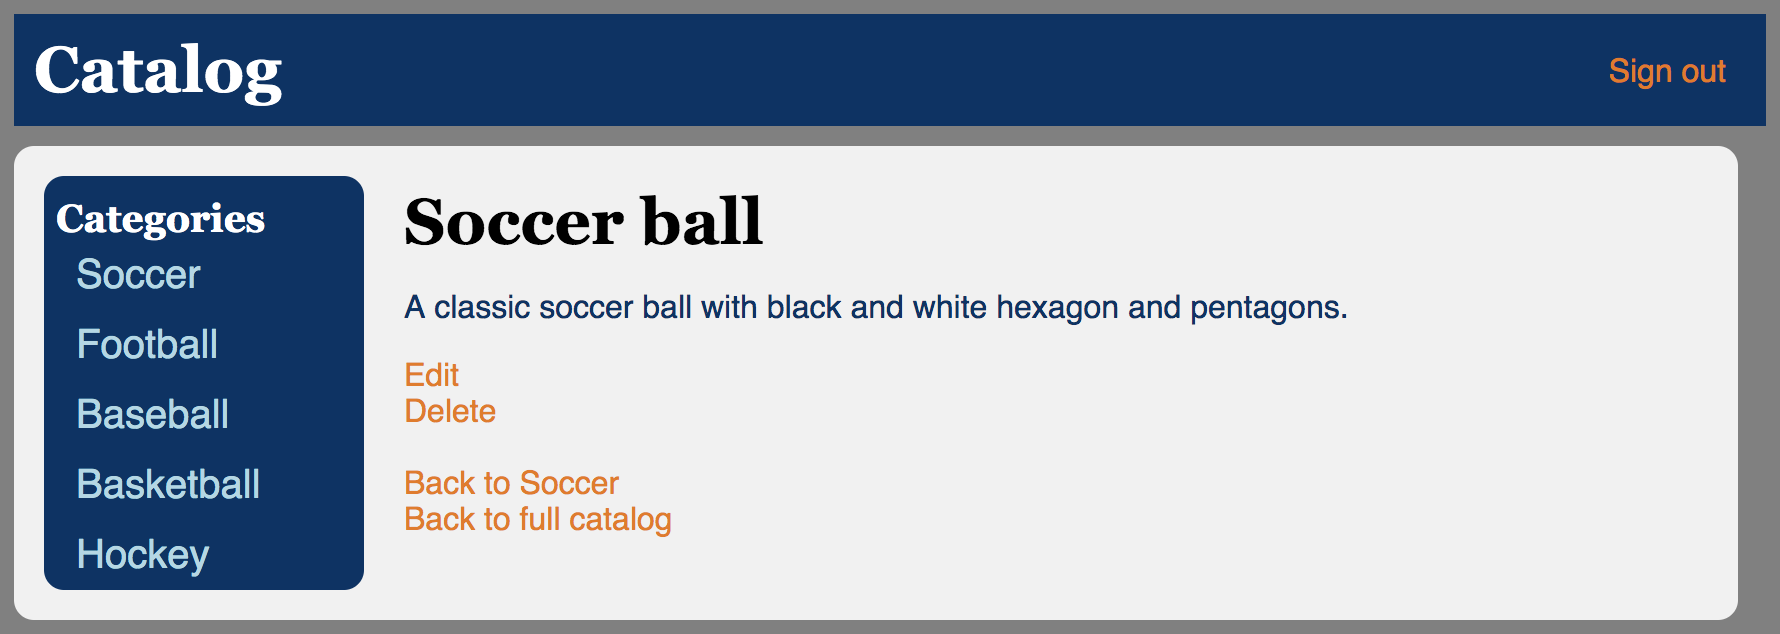 Catalog
Sign out
Categories
Soccer
Football
Baseball
Basketball
Hockey
Soccer ball
A classic soccer ball with black and white hexagon and pentagons.
Edit
Delete
Back to Soccer
Back to full catalog